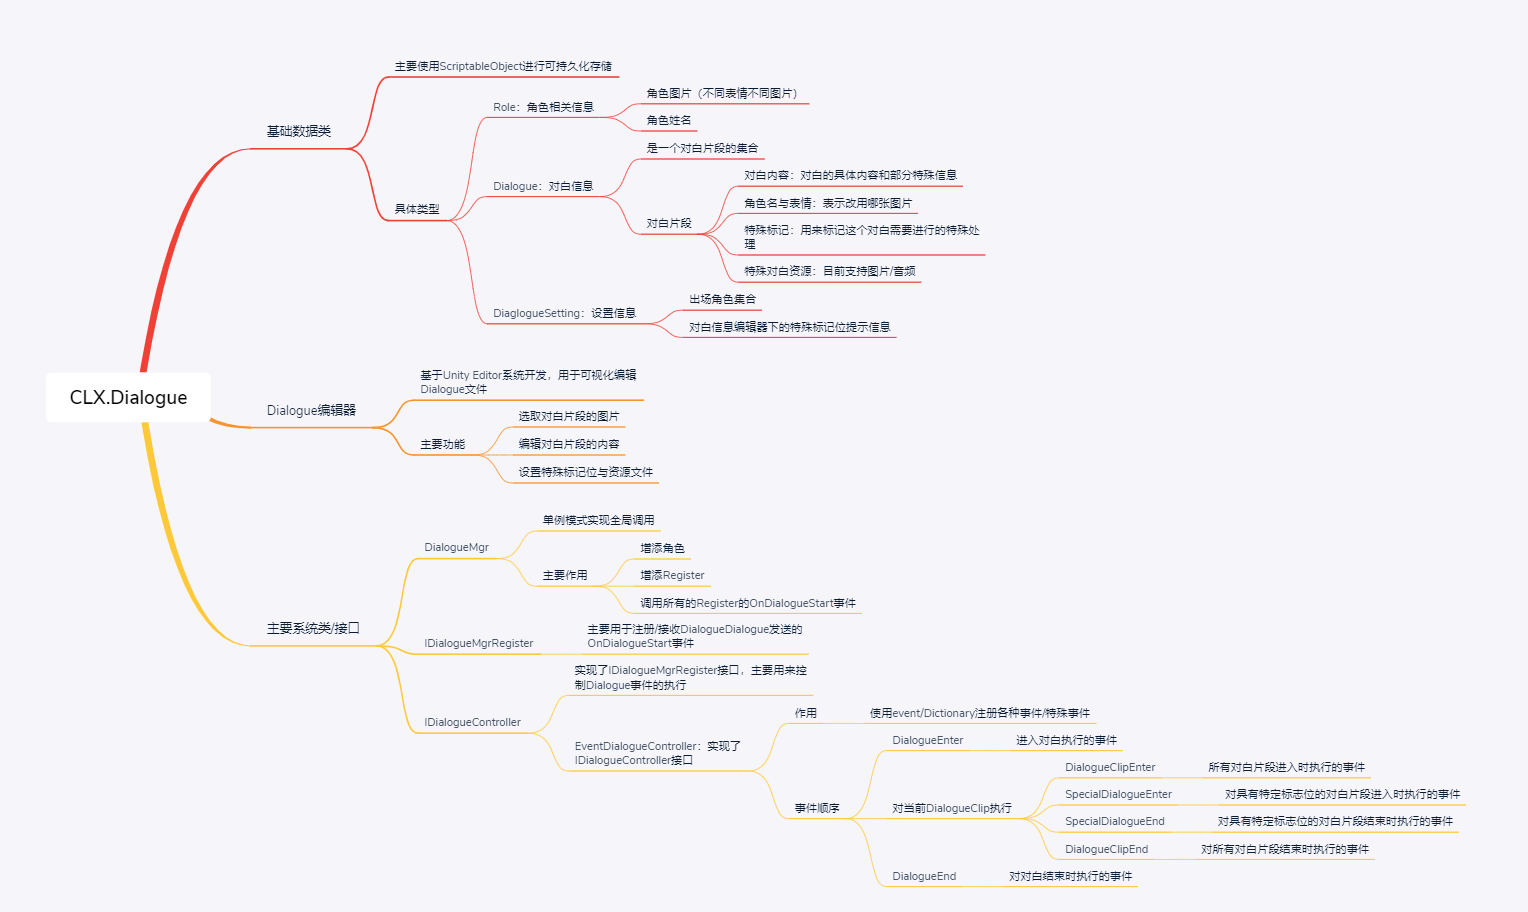 CLX.Dialogue
基础数据类
主要使用ScriptableObject进行可持久化存储
具体类型
Role：角色相关信息
角色图片（不同表情不同图片）
角色姓名
Dialogue：对白信息
是一个对白片段的集合
对白片段
对白内容：对白的具体内容和部分特殊信息
角色名与表情：表示改用哪张图片
特殊标记：用来标记这个对白需要进行的特殊处
理
特殊对白资源：目前支持图片/音频
DiaglogueSetting：设置信息
出场角色集合
对白信息编辑器下的特殊标记位提示信息
Dialogue编辑器
基于Unity Editor系统开发，用于可视化编辑
Dialogue文件
主要功能
选取对白片段的图片
编辑对白片段的内容
设置特殊标记位与资源文件
主要系统类/接口
DialogueMgr
单例模式实现全局调用
主要作用
增添角色
增添Register
调用所有的Register的OnDialogueStart事件
IDialogueMgrRegister
主要用于注册/接收DialogueDialogue发送的
OnDialogueStart事件
IDialogueController
实现了IDialogueMgrRegister接口，主要用来控
制Dialogue事件的执行
EventDialogueController：实现了
IDialogueController接口
作用
使用event/Dictionary注册各种事件/特殊事件
事件顺序
DialogueEnter
进入对白执行的事件
对当前DialogueClip执行
DialogueClipEnter
所有对白片段进入时执行的事件
SpecialDialogueEnter
对具有特定标志位的对白片段进入时执行的事件
SpecialDialogueEnd
对具有特定标志位的对白片段结束时执行的事件
DialogueClipEnd
对所有对白片段结束时执行的事件
DialogueEnd
对对白结束时执行的事件